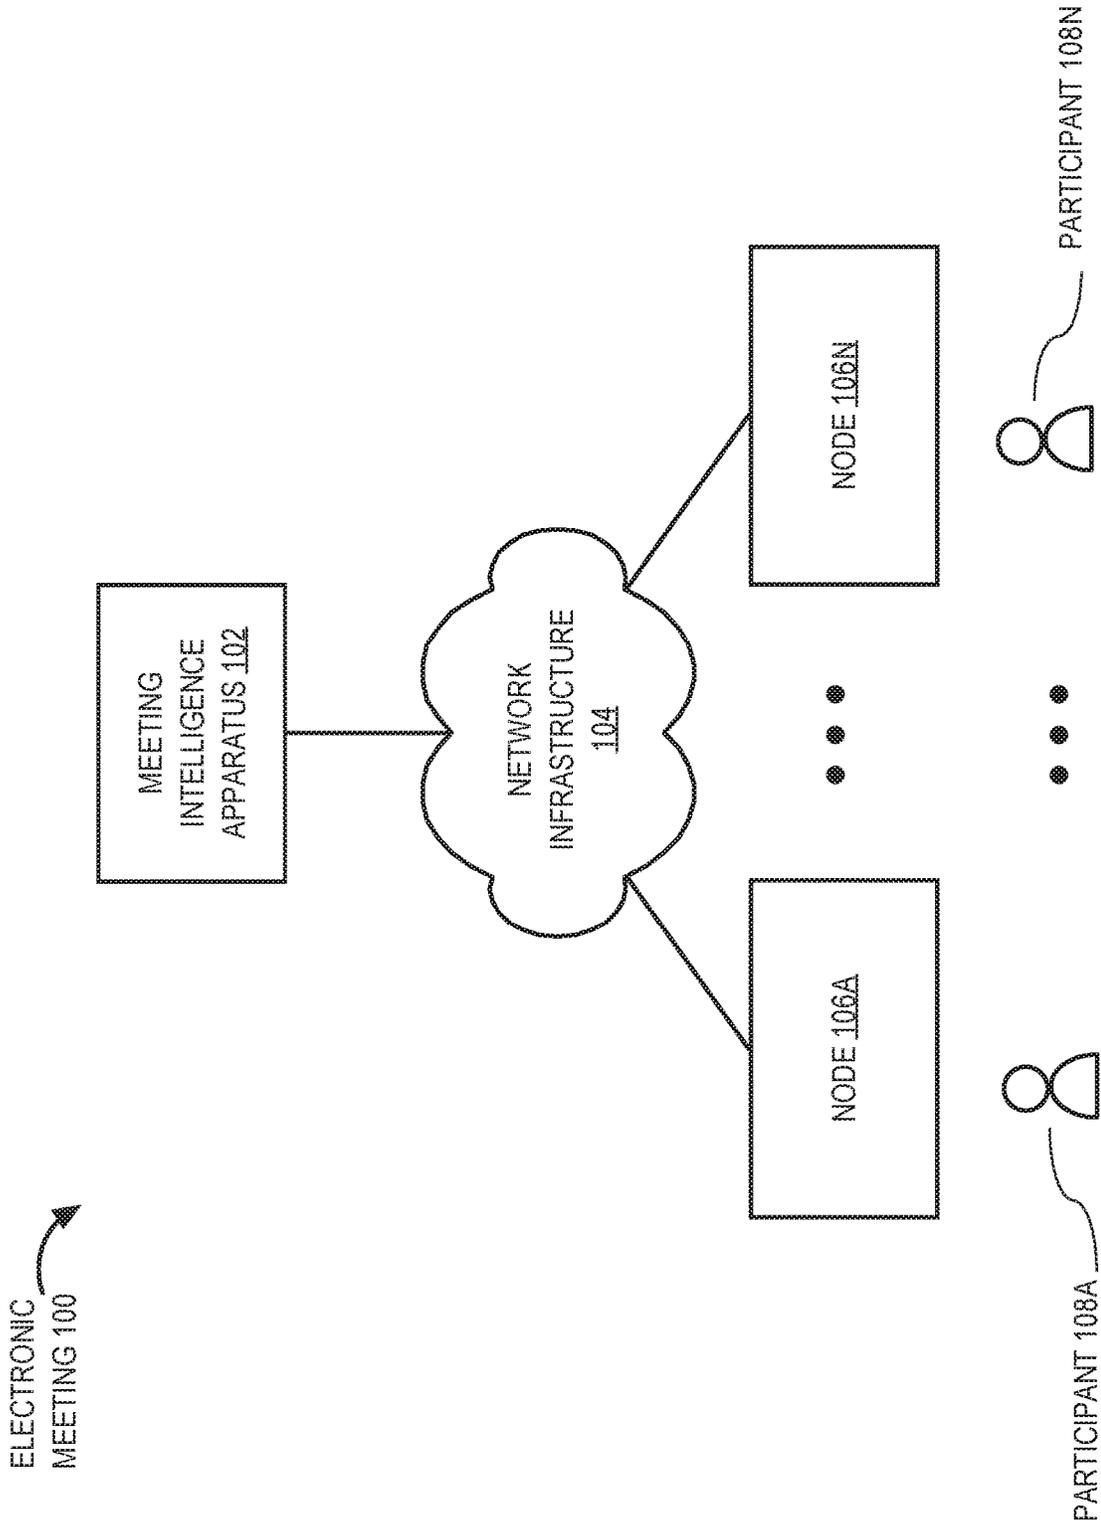 ELECTRONIC
MEETING 100
MEETING
INTELLIGENCE
APPARATUS 102
NETWORK
INFRASTRUCTURE
104
NODE 106A
NODE 106N
PARTICIPANT 108A
PARTICIPANT 108N